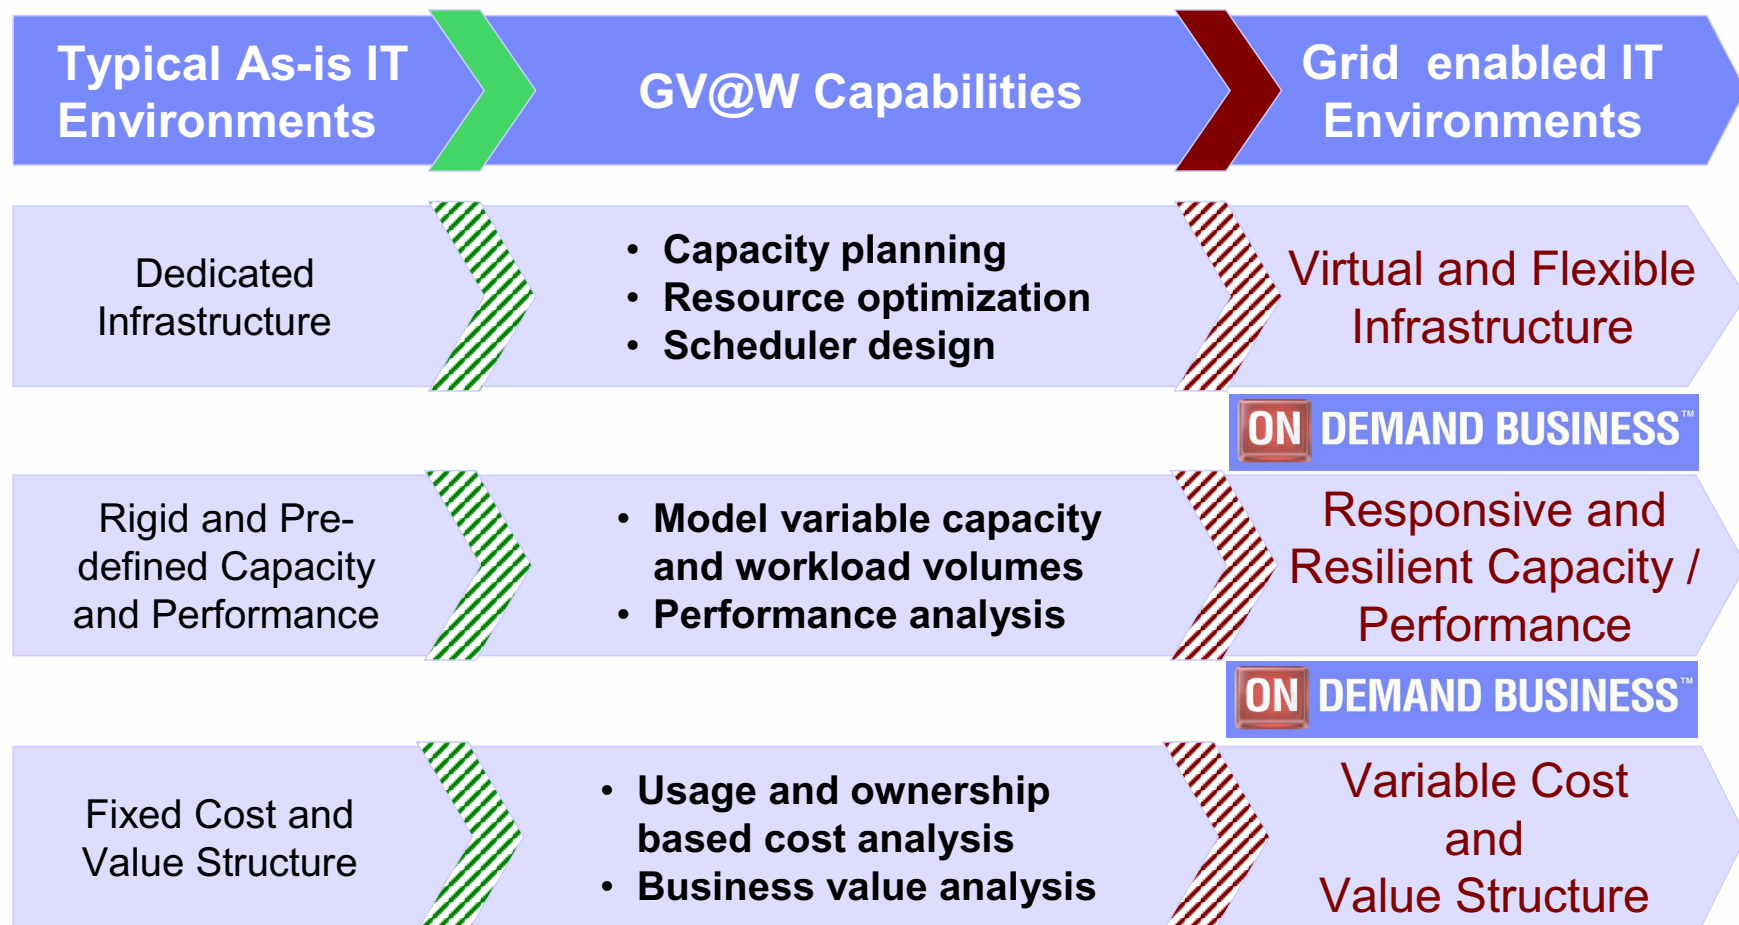 Typical As-is IT
Environments
GV@W Capabilities
Grid enabled IT
Environments
Dedicated
Infrastructure
• Capacity planning
• Resource optimization
• Scheduler design
Virtual and Flexible
Infrastructure
ON DEMAND BUSINESS™
Rigid and Pre-
defined Capacity
and Performance
• Model variable capacity
and workload volumes
• Performance analysis
Responsive and
Resilient Capacity /
Performance
ON DEMAND BUSINESS™
Fixed Cost and
Value Structure
• Usage and ownership
based cost analysis
• Business value analysis
Variable Cost
and
Value Structure